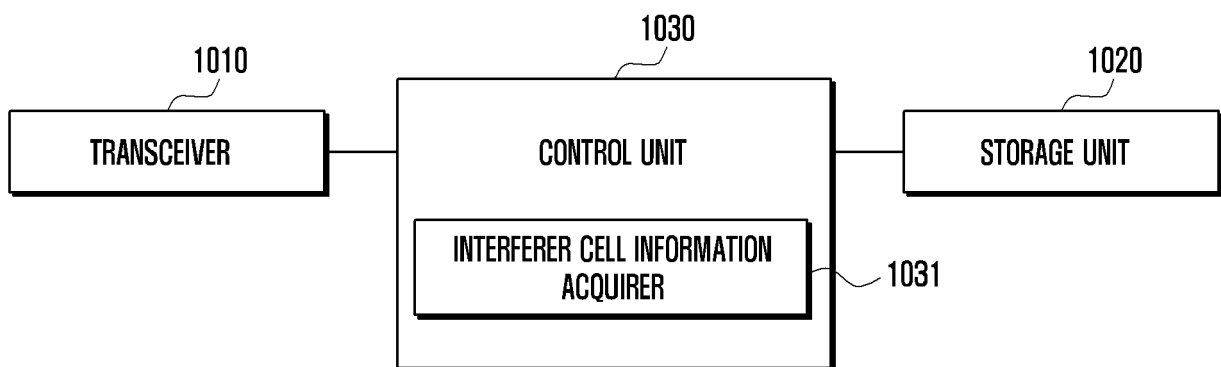 1030
1010
1020
TRANSCEIVER
CONTROL UNIT
STORAGE UNIT
INTERFERER CELL INFORMATION
ACQUIRER
1031